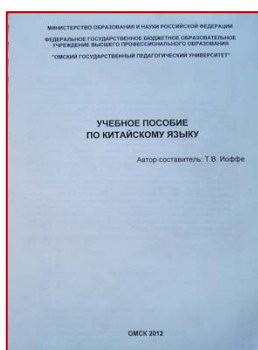 МИНИСТЕРСТВО ОБРАЗОВАНИЯ И НАУКИ РОССИЙСКОЙ ФЕДЕРАЦИИ
ФЕДЕРАЛЬНОЕ ГОСУДАРСТВЕННОЕ БЮДЖЕТНОЕ ОБРАЗОВАТЕЛЬНОЕ
УЧРЕЖДЕНИЕ ВЫСШЕГО ПРОФЕССИОНАЛЬНОГО ОБРАЗОВАНИЯ
"ОМСКИЙ ГОСУДАРСТВЕННЫЙ ПЕДАГОГИЧЕСКИЙ УНИВЕРСИТЕТ"
УЧЕБНОЕ ПОСОБИЕ
ПО КИТАЙСКОМУ ЯЗЫКУ
Автор-составитель: Т.В. Иоффе
ОМСК 2012